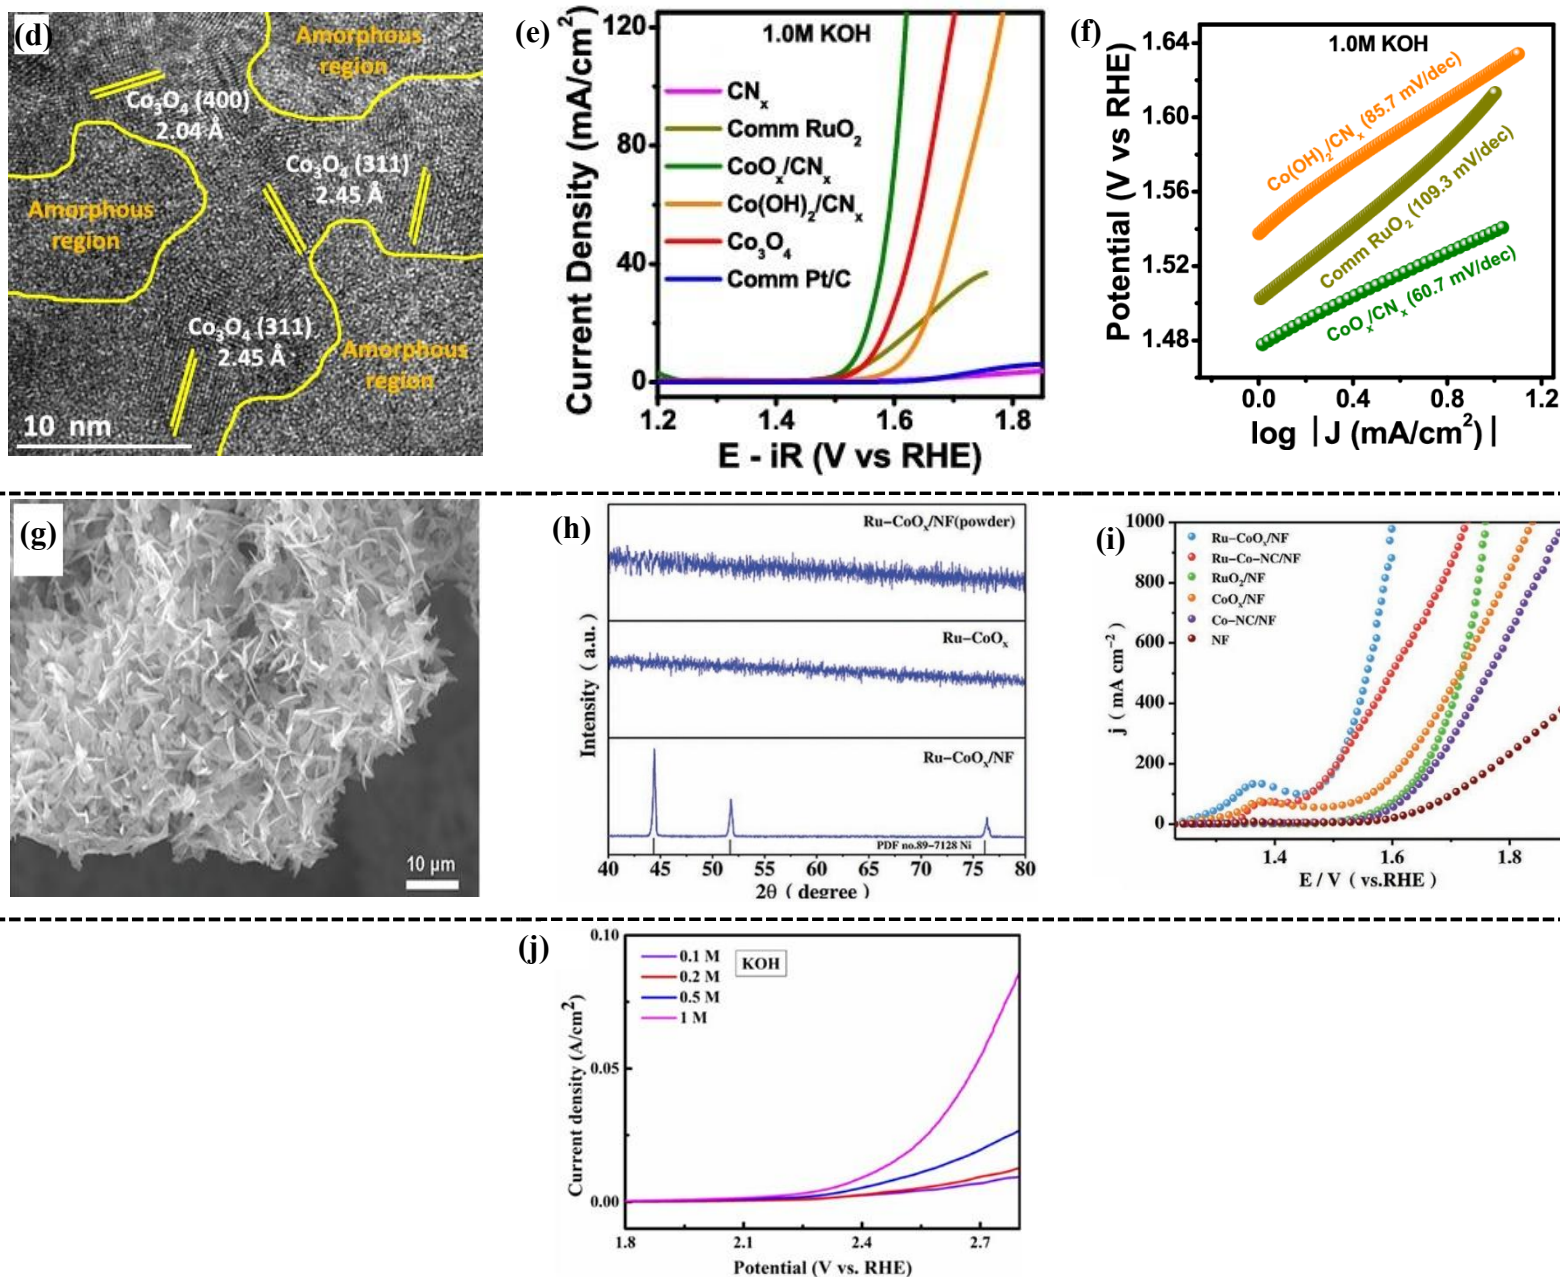 (d)
Amorphous
region
Co₃O₄ (400)
2.04 Å
Co₃O₄ (311)
2.45 Å
Amorphous
region
Co₃O₄ (311)
2.45 Å
Amorphous
region
10 nm
(e)
1.0M KOH
CNₓ
Comm RuO₂
CoOₓ/CNₓ
Co(OH)₂/CNₓ
Co₃O₄
Comm Pt/C
Current Density (mA/cm²)
120
80
40
0
1.2 1.4 1.6 1.8
E - iR (V vs RHE)
(f)
1.0M KOH
Potential (V vs RHE)
1.64
1.60
1.56
1.52
1.48
Co(OH)₂/CNₓ (85.7 mV/dec)
Comm RuO₂ (109.3 mV/dec)
CoOₓ/CNₓ (60.7 mV/dec)
0.0 0.4 0.8 1.2
log |J (mA/cm²)|
(g)
10 μm
(h)
Ru–CoOₓ/NF(powder)
Ru–CoOₓ
Ru–CoOₓ/NF
PDF no.89–7128 Ni
Intensity ( a.u. )
40 45 50 55 60 65 70 75 80
2θ ( degree )
(i)
Ru–CoOₓ/NF
Ru–Co–NC/NF
RuO₂/NF
CoOₓ/NF
Co–NC/NF
NF
j ( mA cm⁻² )
1000
800
600
400
200
0
1.4 1.6 1.8
E / V ( vs.RHE )
(j)
0.1 M
0.2 M
0.5 M
1 M
KOH
Current density (A/cm²)
0.10
0.05
0.00
1.8 2.1 2.4 2.7
Potential (V vs. RHE)